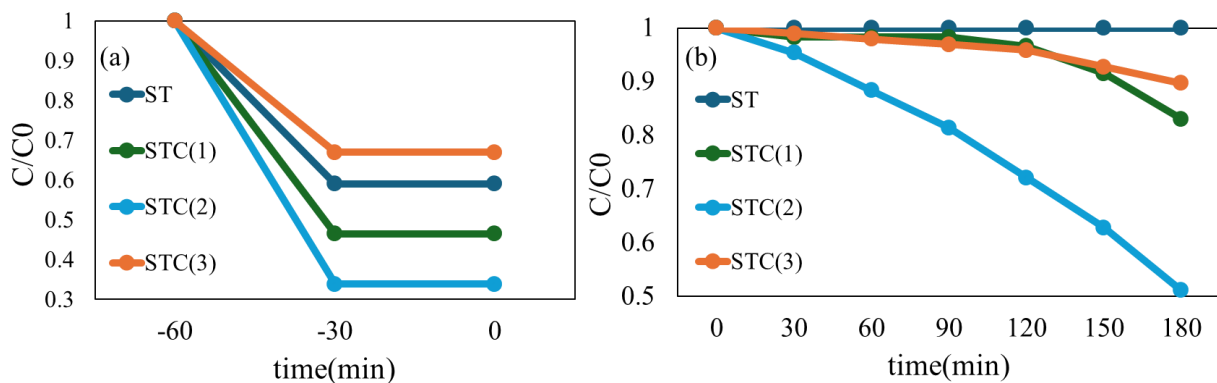 (a)
C/C0
1
0.9
0.8
0.7
0.6
0.5
0.4
0.3
ST
STC(1)
STC(2)
STC(3)
-60 -30 0
time(min)
(b)
C/C0
1
0.9
0.8
0.7
0.6
0.5
ST
STC(1)
STC(2)
STC(3)
0 30 60 90 120 150 180
time(min)